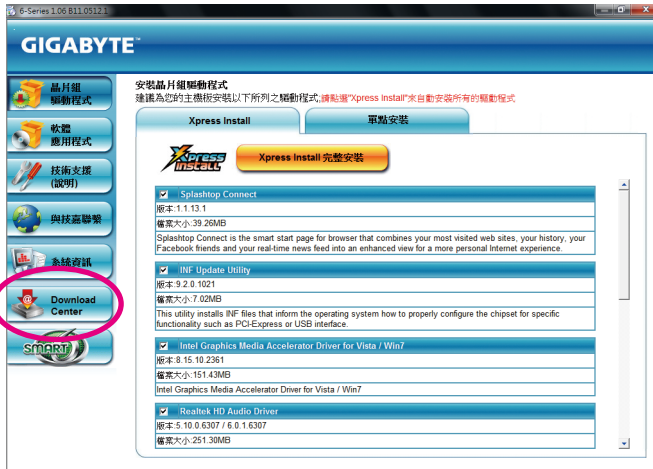 6-Series 1.06 B11.0512.1
GIGABYTE™
晶片組
驅動程式
軟體
應用程式
技術支援
(說明)
與技嘉聯繫
系統資訊
Download
Center
SMART
安裝晶片組驅動程式
建議為您的主機板安裝以下所列之驅動程式;請點選"Xpress Install"來自動安裝所有的驅動程式
Xpress Install
單點安裝
Xpress
INSTALL
Xpress Install 完整安裝
Splashtop Connect
版本:1.1.13.1
檔案大小:39.26MB
Splashtop Connect is the smart start page for browser that combines your most visited web sites, your history, your
Facebook friends and your real-time news feed into an enhanced view for a more personal Internet experience.
INF Update Utility
版本:9.2.0.1021
檔案大小:7.02MB
This utility installs INF files that inform the operating system how to properly configure the chipset for specific
functionality such as PCI-Express or USB interface.
Intel Graphics Media Accelerator Driver for Vista / Win7
版本:8.15.10.2361
檔案大小:151.43MB
Intel Graphics Media Accelerator Driver for Vista / Win7
Realtek HD Audio Driver
版本:5.10.0.6307 / 6.0.1.6307
檔案大小:251.30MB